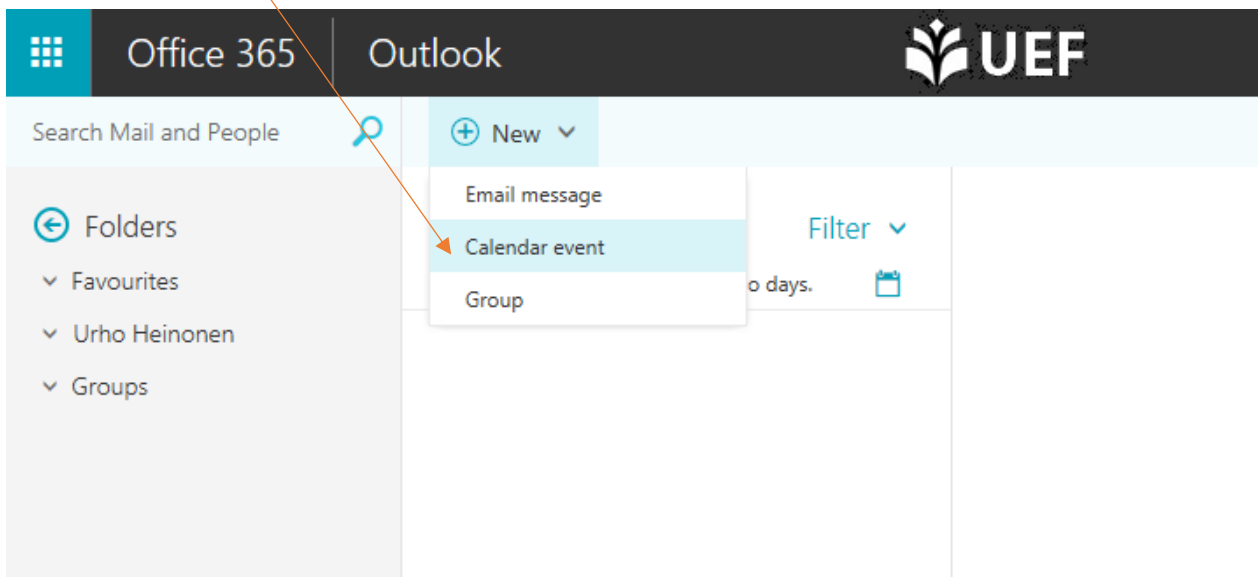 Office 365 Outlook UEF
Search Mail and People New
Email message
Folders Filter
Calendar event
Favourites o days.
Group
Urho Heinonen
Groups